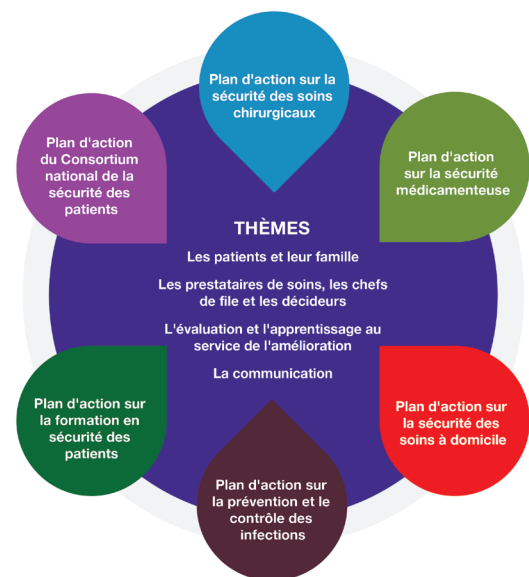 Plan d'action sur la
sécurité des soins
chirurgicaux
Plan d'action
du Consortium
national de la
sécurité des
patients
Plan d'action
sur la sécurité
médicamenteuse
THÈMES
Les patients et leur famille
Les prestataires de soins, les chefs
de file et les décideurs
L'évaluation et l'apprentissage au
service de l'amélioration
La communication
Plan d'action sur
la formation en
sécurité des
patients
Plan d'action sur
la sécurité des
soins à domicile
Plan d'action sur
la prévention et le
contrôle des
infections